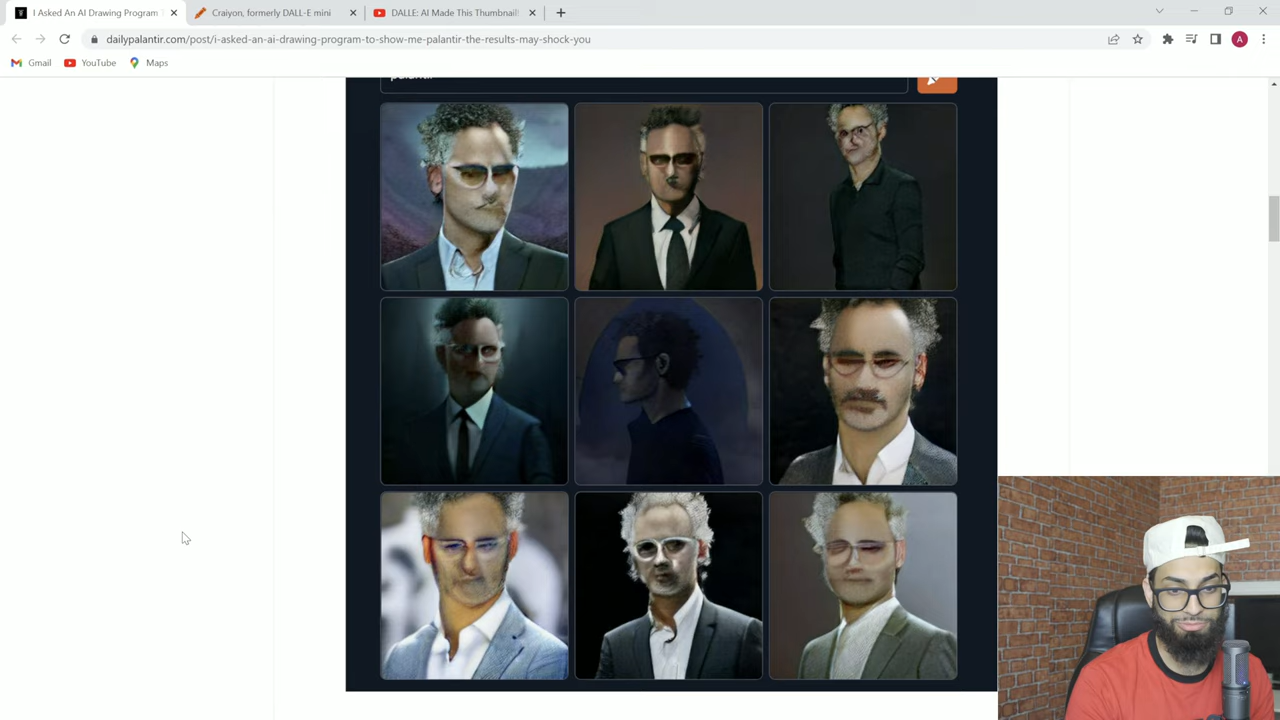 I Asked An AI Drawing Program
Craiyon, formerly DALL-E mini
DALLE: AI Made This Thumbnail!
dailypalantir.com/post/i-asked-an-ai-drawing-program-to-show-me-palantir-the-results-may-shock-you
A
Gmail
YouTube
Maps
palantir